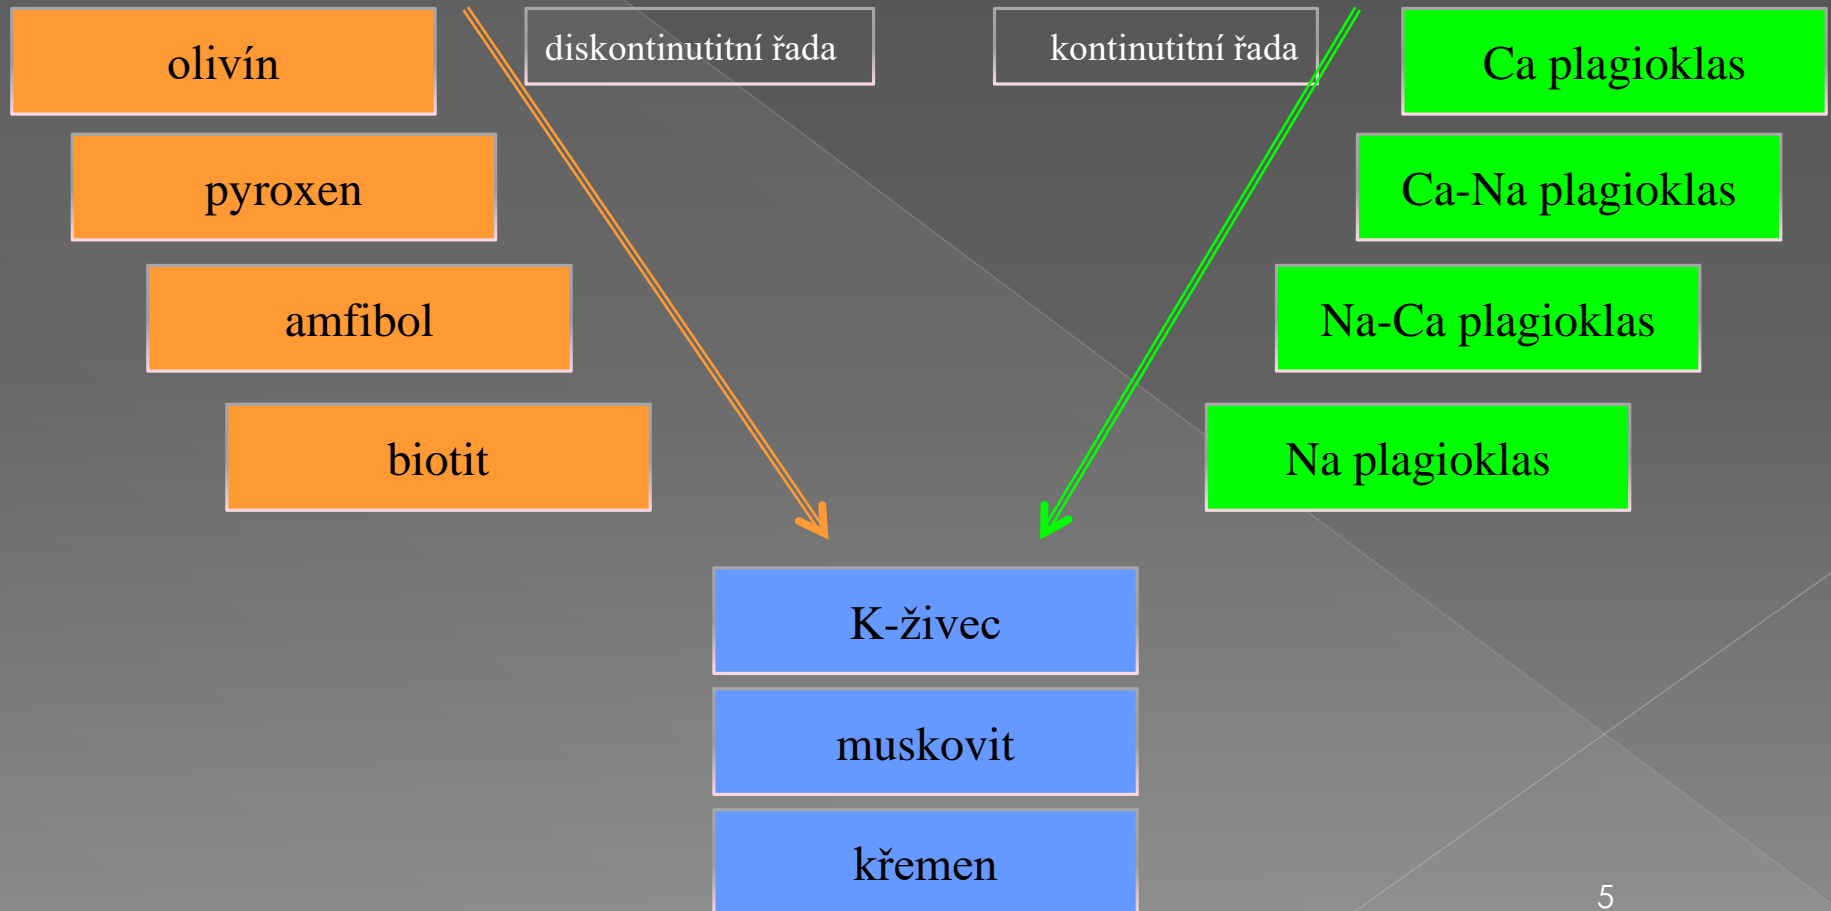 olivín
diskontinutitní řada
kontinutitní řada
Ca plagioklas
pyroxen
Ca-Na plagioklas
amfibol
Na-Ca plagioklas
biotit
Na plagioklas
K-živec
muskovit
křemen
5